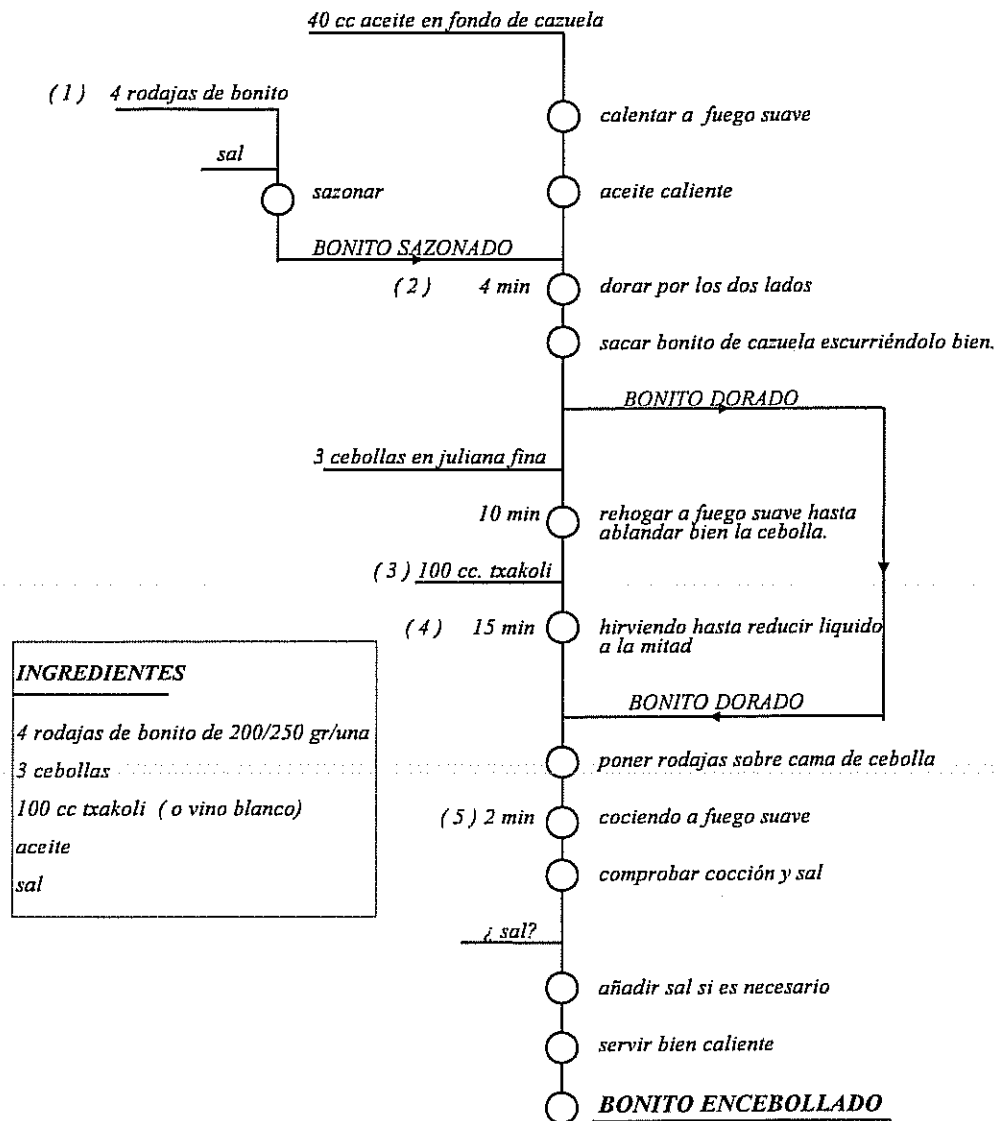 40 cc aceite en fondo de cazuela
( 1 ) 4 rodajas de bonito
calentar a fuego suave
sal
sazonar
aceite caliente
BONITO SAZONADO
( 2 ) 4 min
dorar por los dos lados
sacar bonito de cazuela escurriéndolo bien.
BONITO DORADO
3 cebollas en juliana fina
10 min
rehogar a fuego suave hasta
ablandar bien la cebolla.
( 3 ) 100 cc. txakoli
( 4 ) 15 min
hirviendo hasta reducir liquido
a la mitad
BONITO DORADO
INGREDIENTES
4 rodajas de bonito de 200/250 gr/una
3 cebollas
100 cc txakoli ( o vino blanco)
aceite
sal
poner rodajas sobre cama de cebolla
( 5 ) 2 min
cociendo a fuego suave
comprobar cocción y sal
¿ sal?
añadir sal si es necesario
servir bien caliente
BONITO ENCEBOLLADO